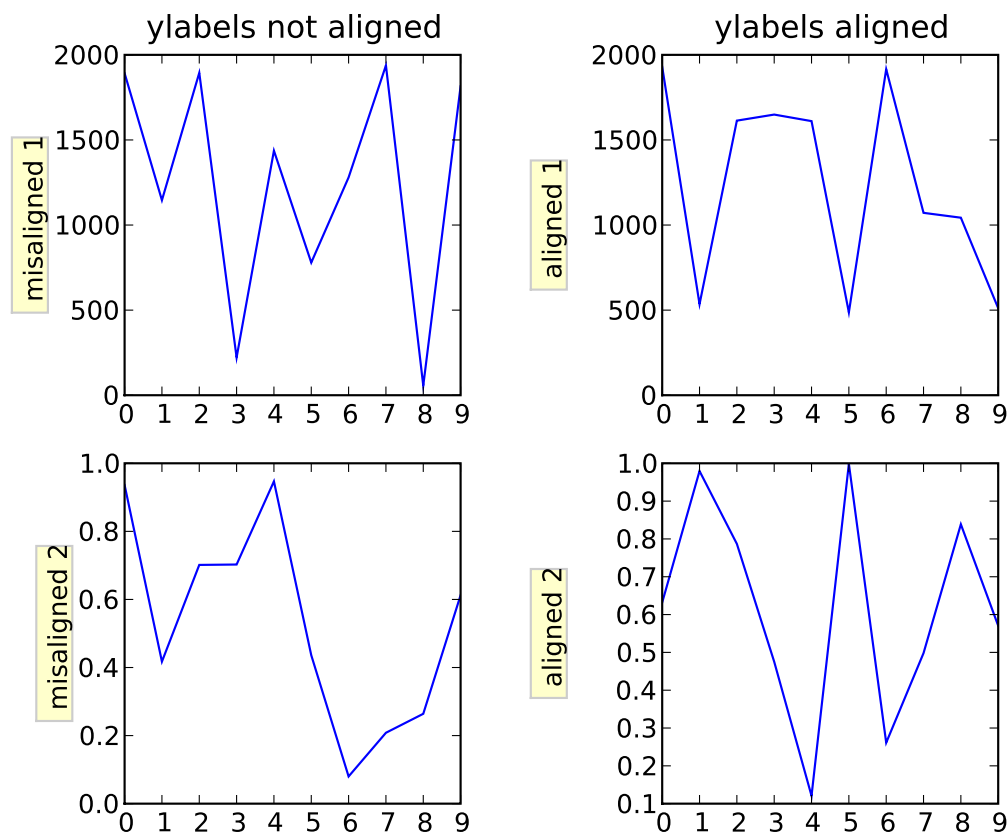 ylabels not aligned
ylabels aligned
misaligned 1
2000
1500
1000
500
0
0 1 2 3 4 5 6 7 8 9
aligned 1
2000
1500
1000
500
0
0 1 2 3 4 5 6 7 8 9
misaligned 2
1.0
0.8
0.6
0.4
0.2
0.0
0 1 2 3 4 5 6 7 8 9
aligned 2
1.0
0.9
0.8
0.7
0.6
0.5
0.4
0.3
0.2
0.1
0 1 2 3 4 5 6 7 8 9